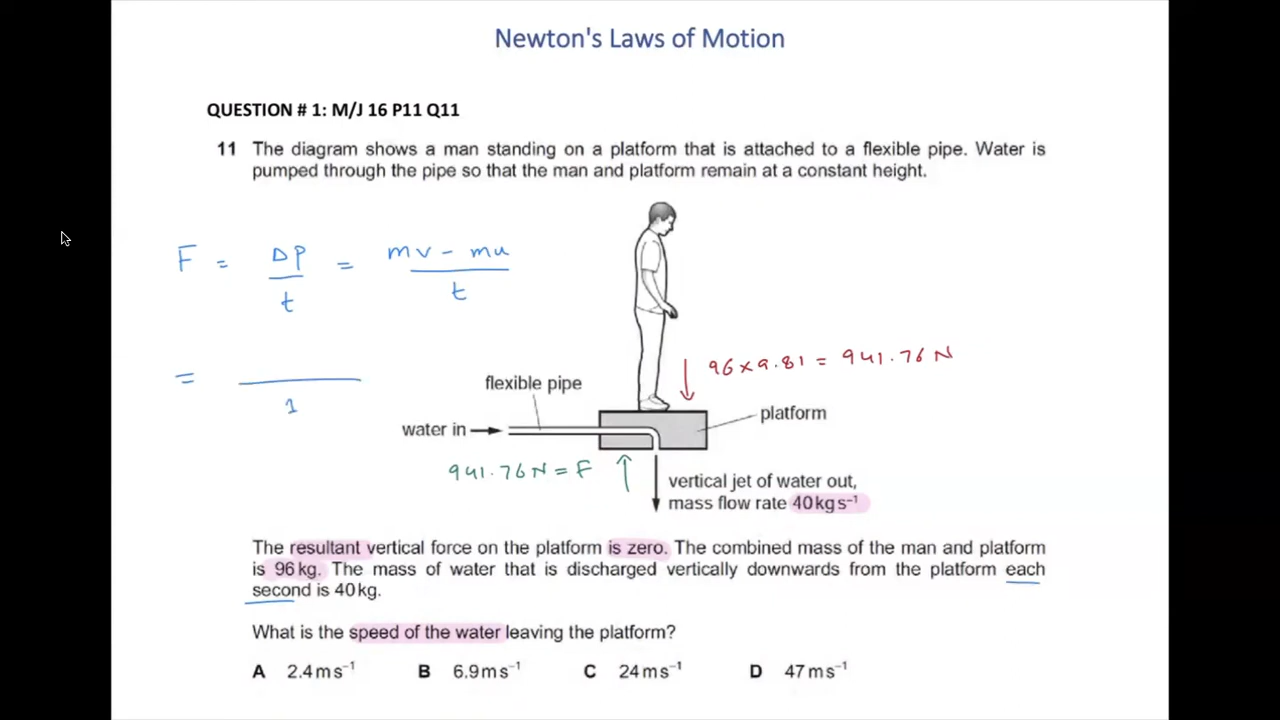 Newton's Laws of Motion
QUESTION # 1: M/J 16 P11 Q11
11 The diagram shows a man standing on a platform that is attached to a flexible pipe. Water is
pumped through the pipe so that the man and platform remain at a constant height.
F = Δp/t = mv - mu/t
96 x 9.81 = 941.76 N
= /1
flexible pipe
platform
water in
941.76 N = F
vertical jet of water out,
mass flow rate 40 kg s⁻¹
The resultant vertical force on the platform is zero. The combined mass of the man and platform
is 96 kg. The mass of water that is discharged vertically downwards from the platform each
second is 40 kg.
What is the speed of the water leaving the platform?
A 2.4 m s⁻¹ B 6.9 m s⁻¹ C 24 m s⁻¹ D 47 m s⁻¹